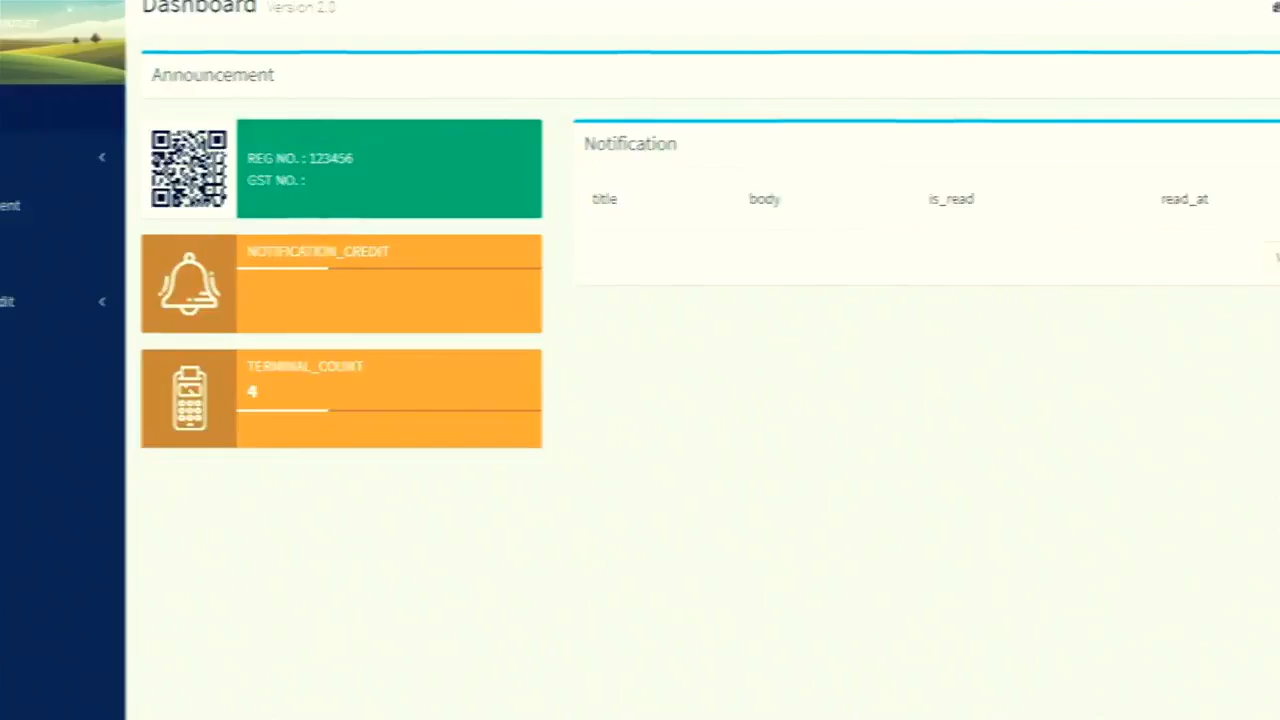 Dashboard Version 2.0
Announcement
REG NO. : 123456
GST NO. :
NOTIFICATION_CREDIT
TERMINAL_COUNT
4
Notification
title body is_read read_at